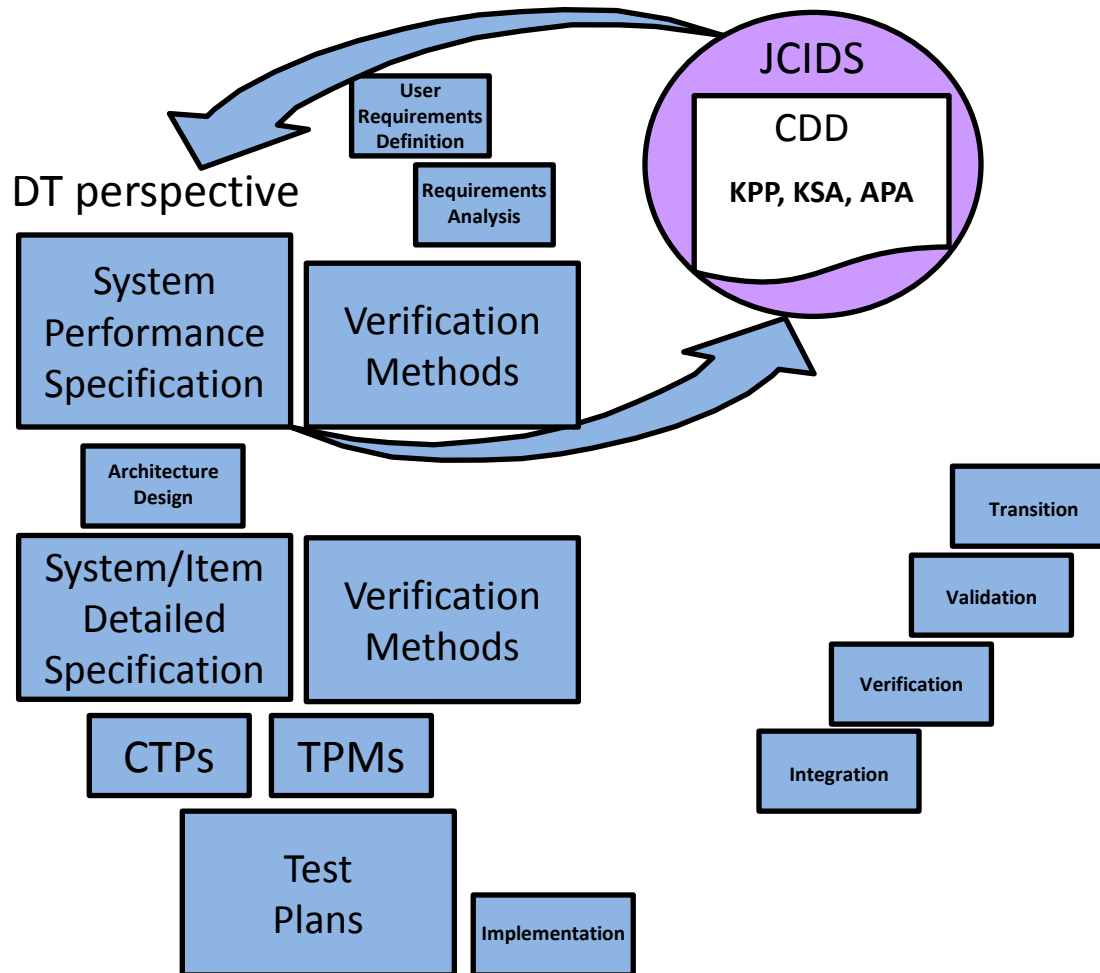 JCIDS
CDD
KPP, KSA, APA
User
Requirements
Definition
Requirements
Analysis
DT perspective
System
Performance
Specification
Verification
Methods
Architecture
Design
System/Item
Detailed
Specification
Verification
Methods
CTPs
TPMs
Test
Plans
Implementation
Transition
Validation
Verification
Integration